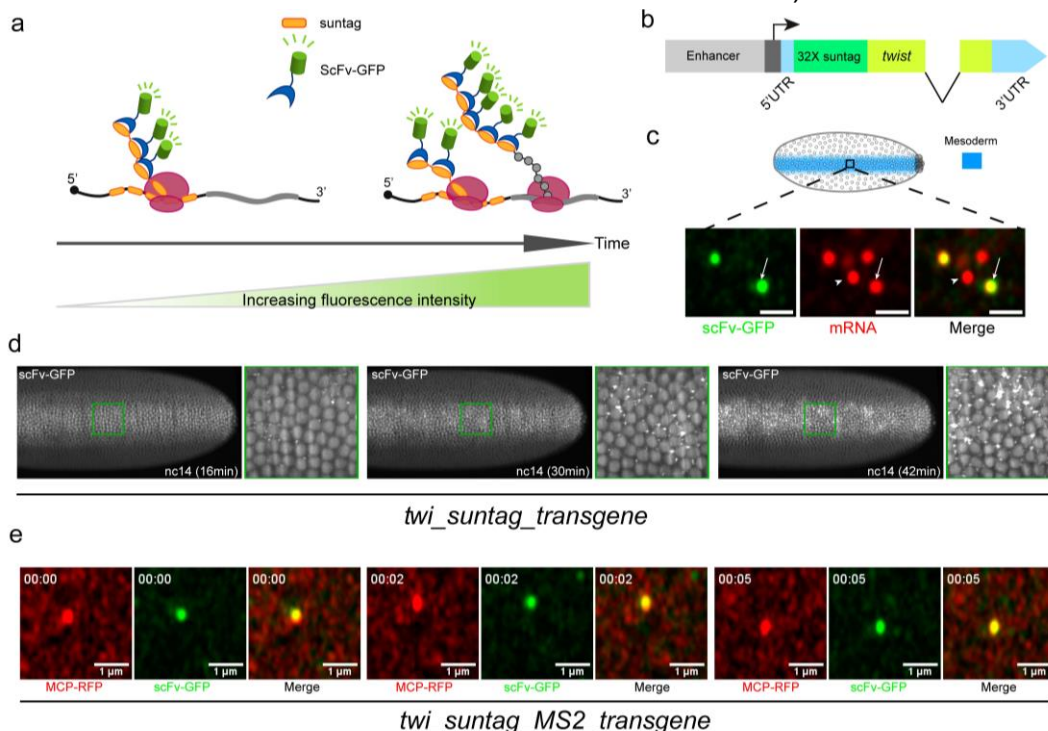 a
suntag
ScFv-GFP
5'
3'
5'
3'
Time
Increasing fluorescence intensity
b
Enhancer
32X suntag
twist
5'UTR
3'UTR
c
Mesoderm
scFv-GFP
mRNA
Merge
d
scFv-GFP
nc14 (16min)
scFv-GFP
nc14 (30min)
scFv-GFP
nc14 (42min)
twi_suntag_transgene
e
00:00
00:00
00:00
00:02
00:02
00:02
00:05
00:05
00:05
1 µm
1 µm
1 µm
1 µm
1 µm
1 µm
1 µm
1 µm
1 µm
MCP-RFP
scFv-GFP
Merge
MCP-RFP
scFv-GFP
Merge
MCP-RFP
scFv-GFP
Merge
twi_suntag_MS2_transgene